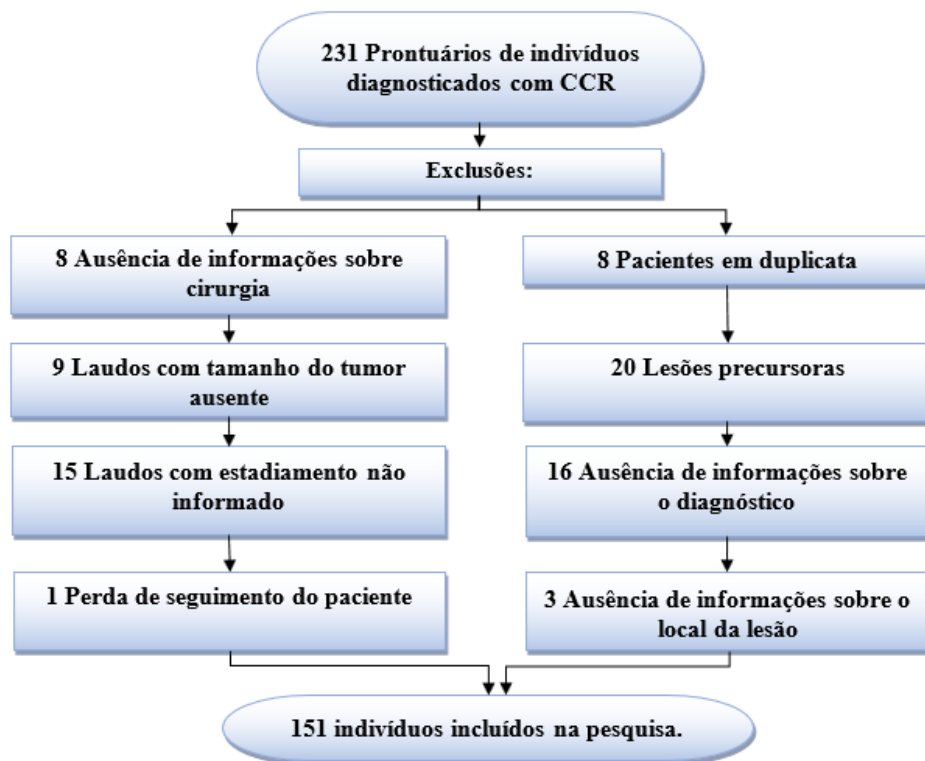 231 Prontuários de indivíduos
diagnosticados com CCR
Exclusões:
8 Ausência de informações sobre
cirurgia
9 Laudos com tamanho do tumor
ausente
15 Laudos com estadiamento não
informado
1 Perda de seguimento do paciente
8 Pacientes em duplicata
20 Lesões precursoras
16 Ausência de informações sobre
o diagnóstico
3 Ausência de informações sobre o
local da lesão
151 indivíduos incluídos na pesquisa.